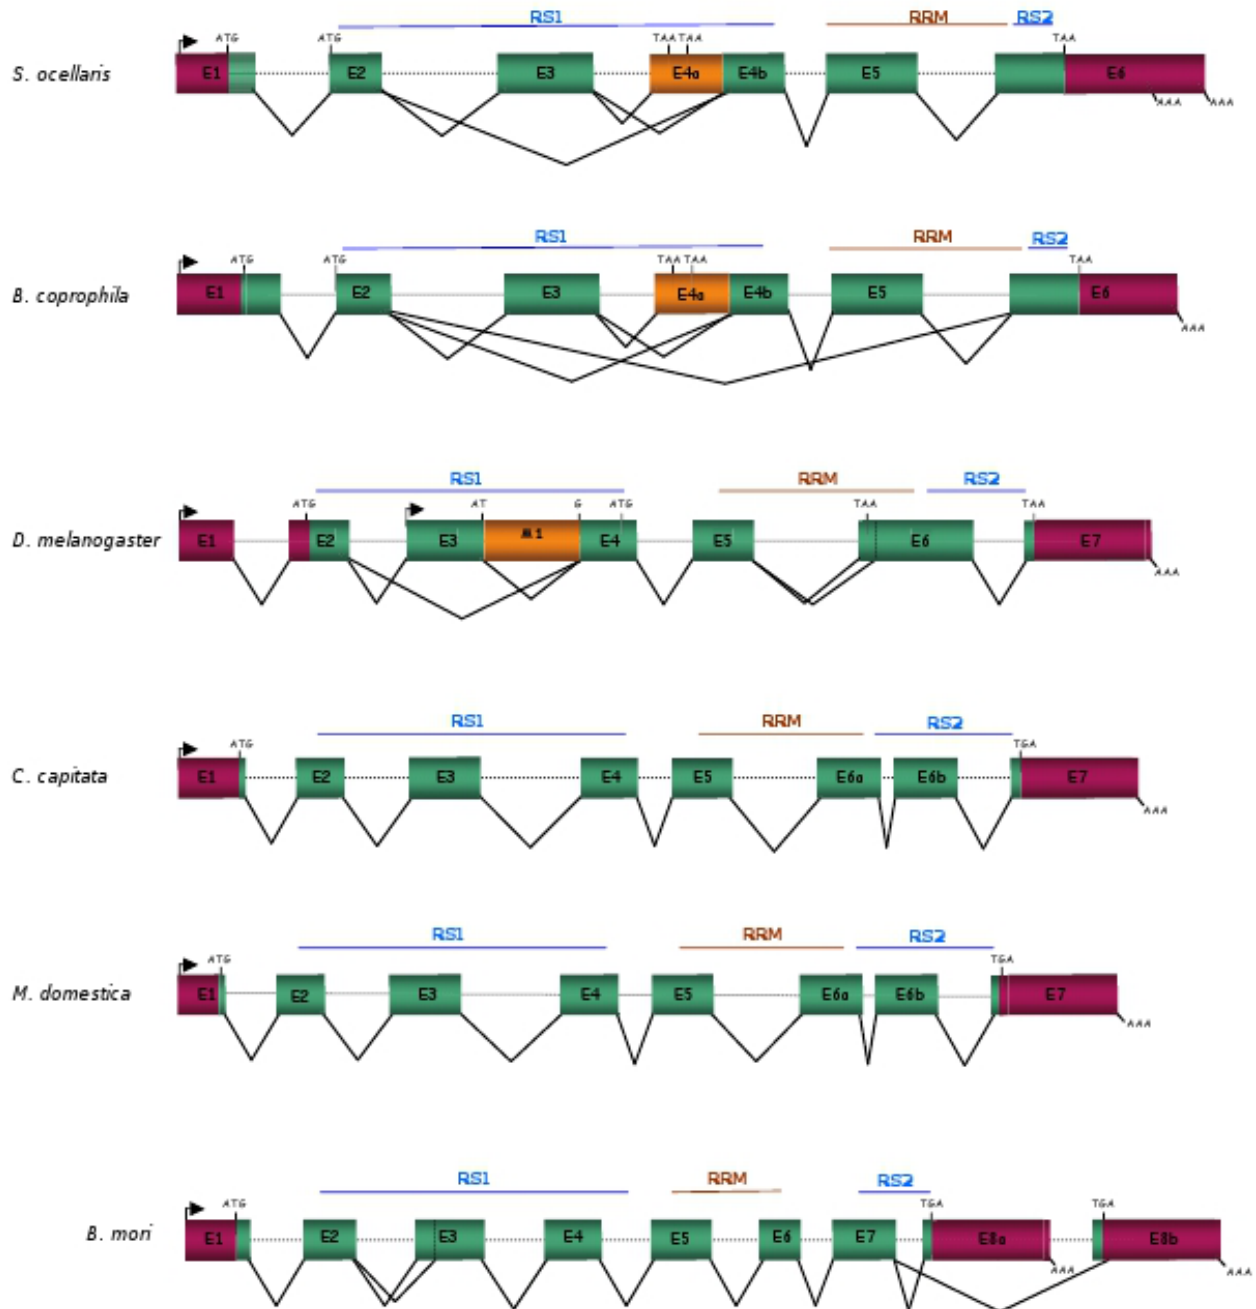 RS1 RRM RS2
ATG ATG TAA TAA TAA
S. ocellaris E1 E2 E3 E4a E4b E5 E6
AAA AAA
RS1 RRM RS2
ATG ATG TAA TAA TAA
B. coprophila E1 E2 E3 E4a E4b E5 E6
AAA
RS1 RRM RS2
ATG AT G ATG TAA TAA
D. melanogaster E1 E2 E3 M1 E4 E5 E6 E7
AAA
RS1 RRM RS2
ATG TGA
C. capitata E1 E2 E3 E4 E5 E6a E6b E7
AAA
RS1 RRM RS2
ATG TGA
M. domestica E1 E2 E3 E4 E5 E6a E6b E7
AAA
RS1 RRM RS2
ATG TGA TGA
B. mori E1 E2 E3 E4 E5 E6 E7 E8a E8b
AAA AAA